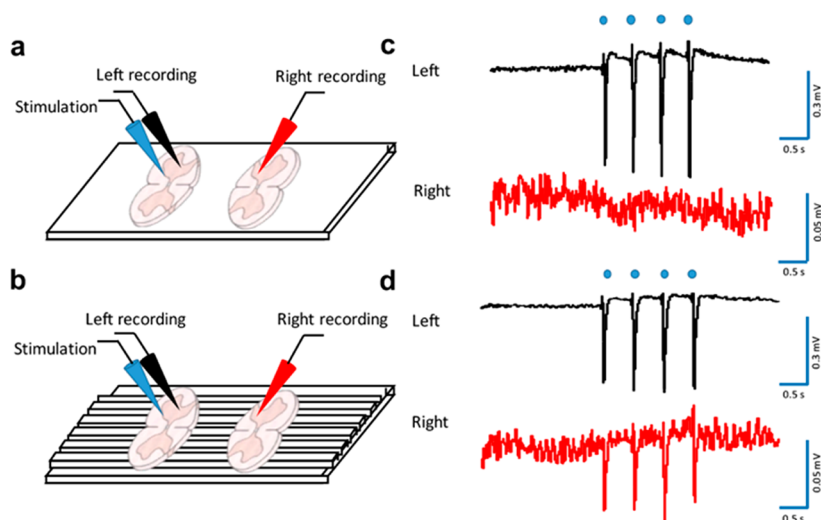 a
Left recording
Right recording
Stimulation
b
Left recording
Right recording
Stimulation
c
Left
0.3 mV
0.5 s
Right
0.05 mV
0.5 s
d
Left
0.3 mV
0.5 s
Right
0.05 mV
0.5 s